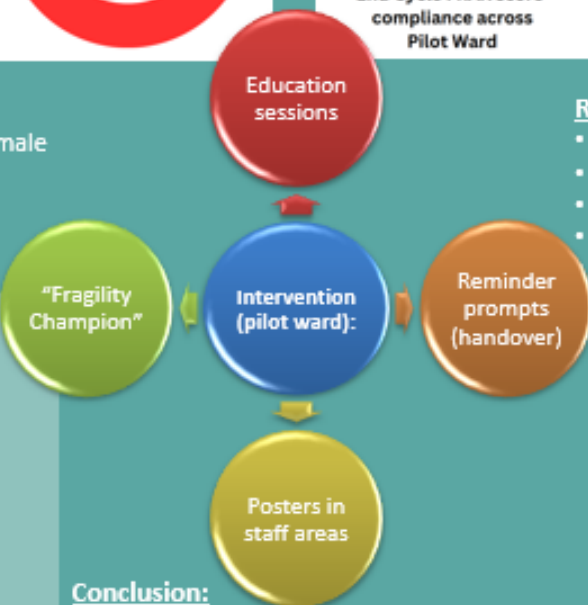 compliance across
Pilot Ward
Education
sessions
male
"Fragility
Champion"
Intervention
(pilot ward):
Reminder
prompts
(handover)
Posters in
staff areas
Conclusion: